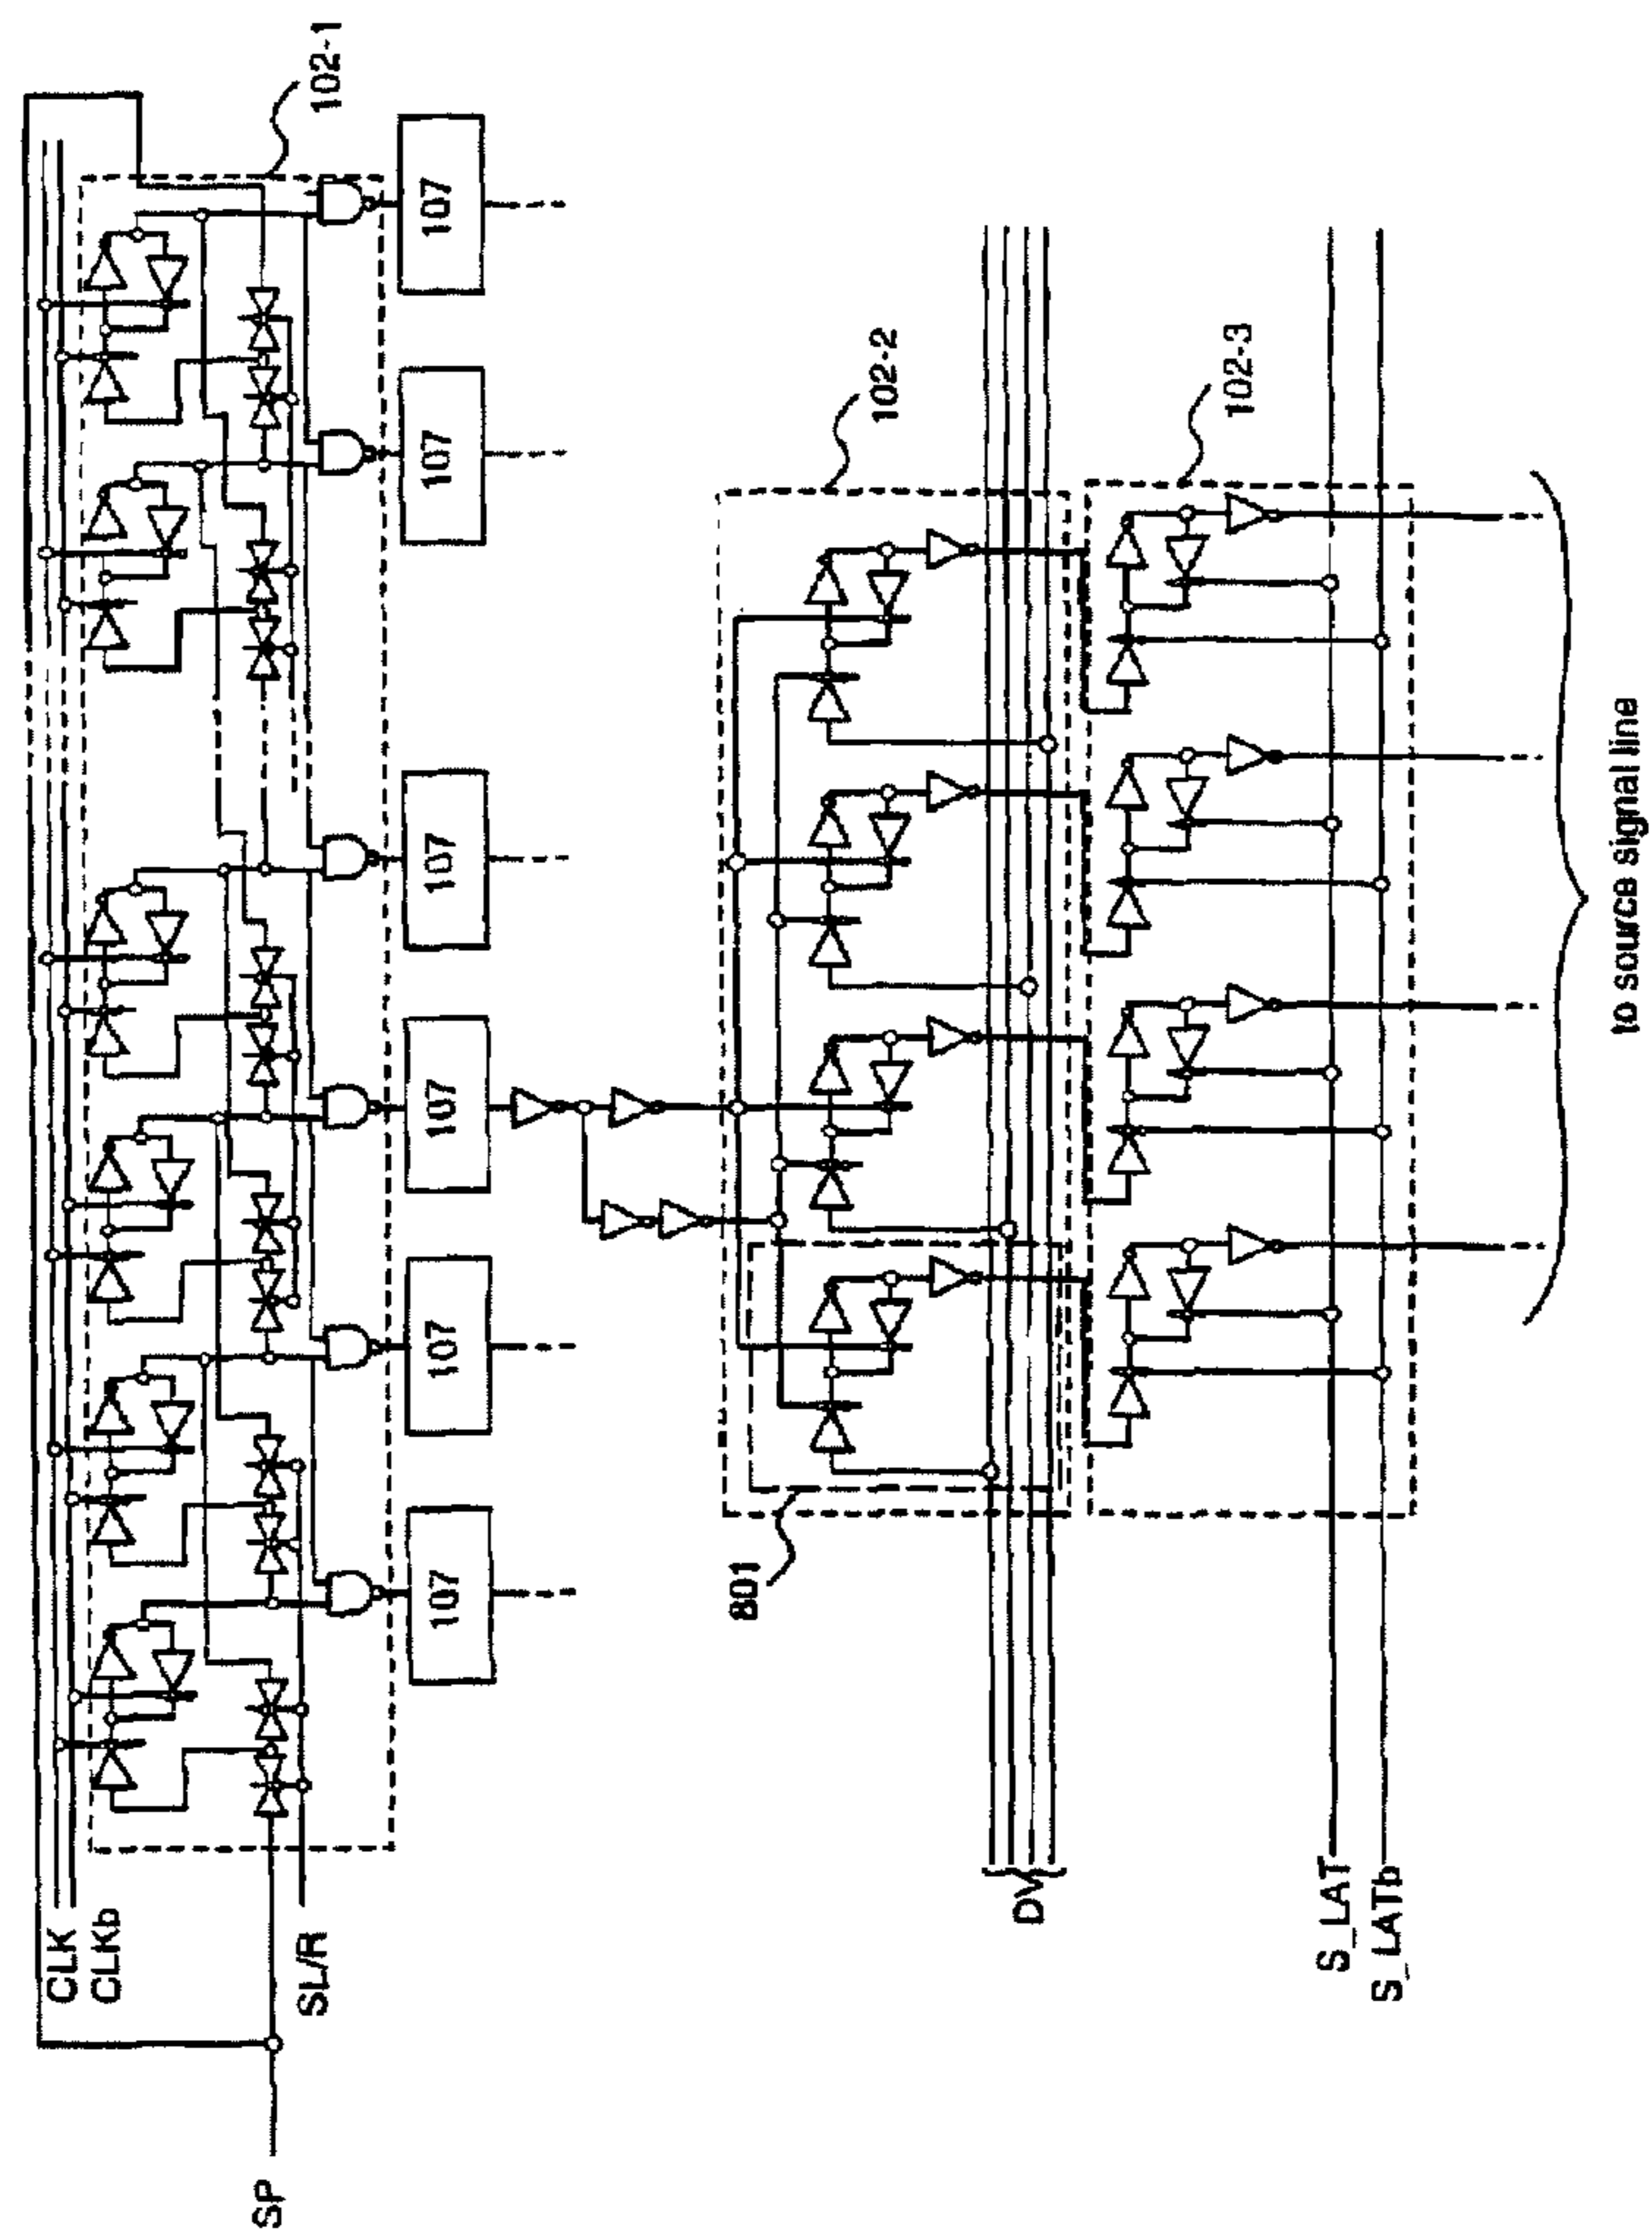 102-1
CLK
CLKb
SP
SL/R
107
107
107
107
107
107
102-2
801
DV
102-3
S_LAT
S_LATb
to source signal line